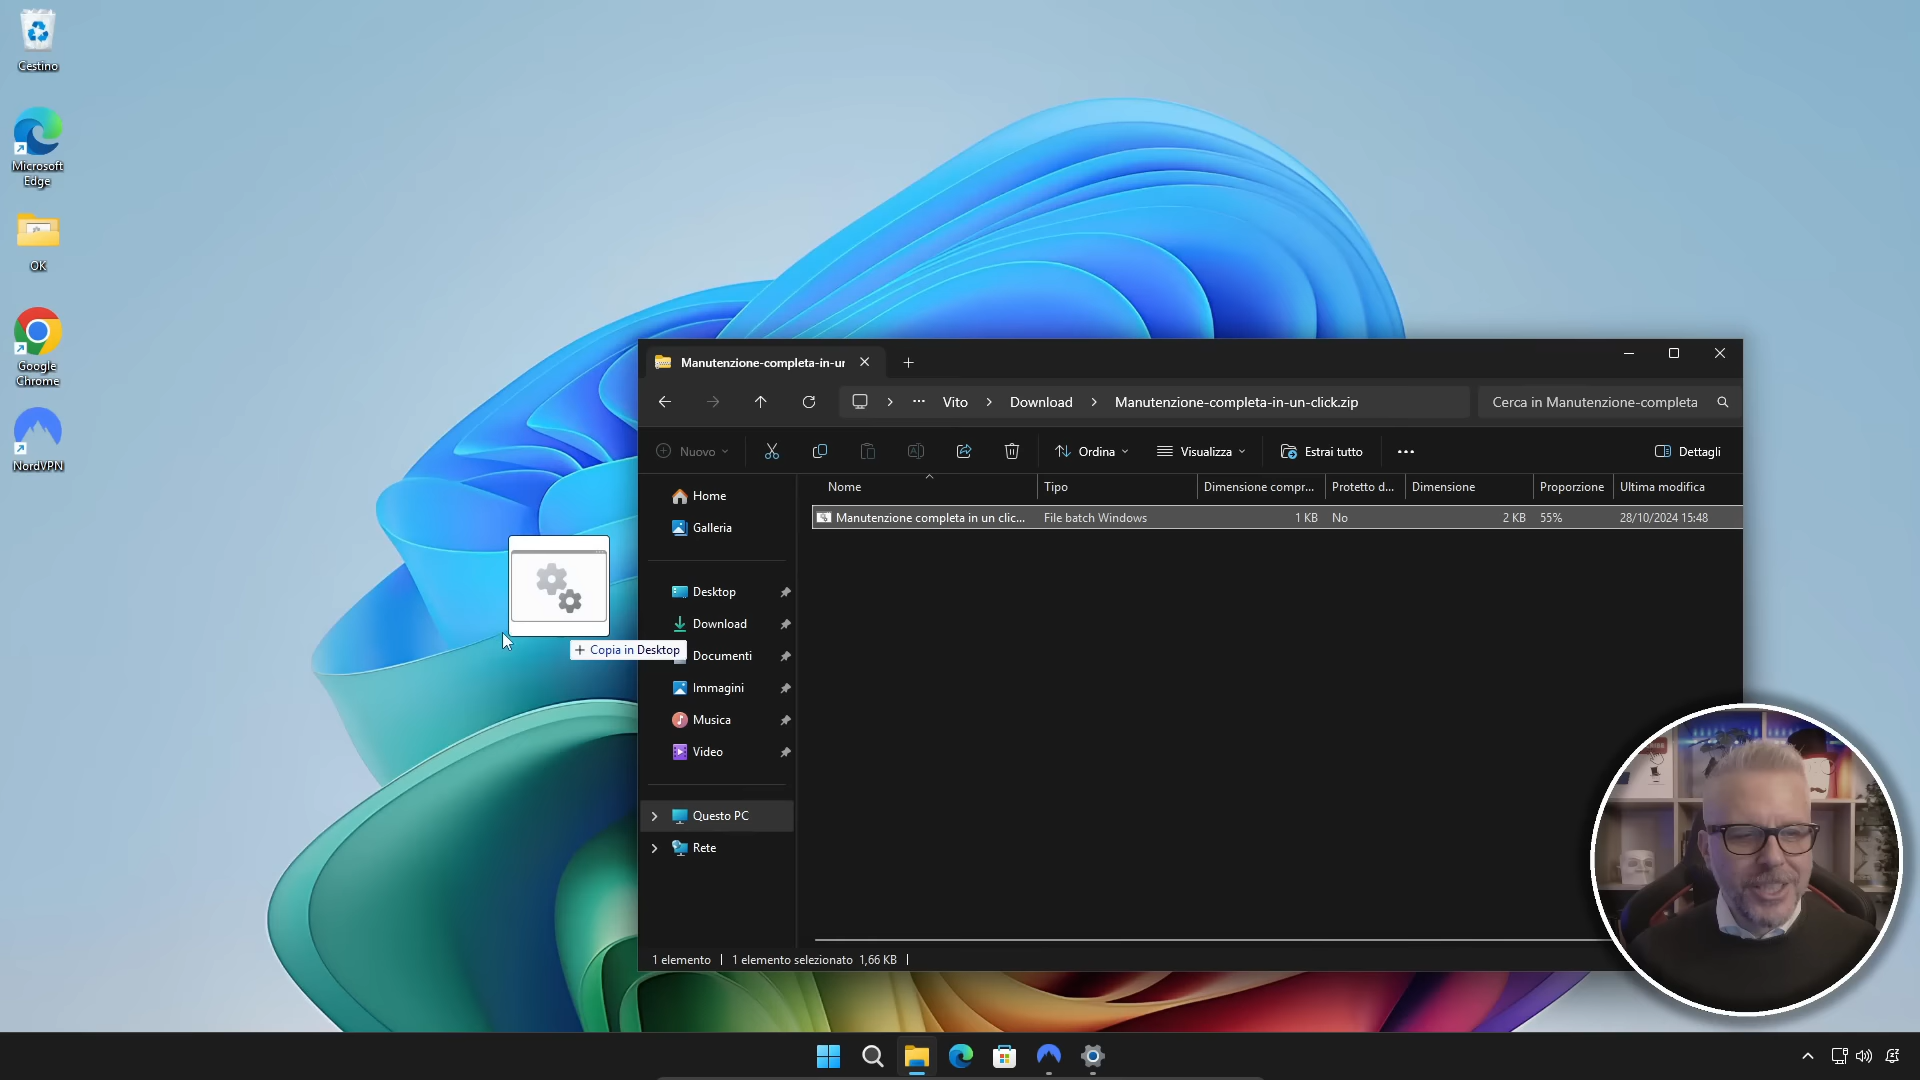 Cestino
Microsoft
Edge
OK
Google
Chrome
NordVPN
Manutenzione-completa-in-ur
Vito
Download
Manutenzione-completa-in-un-click.zip
Cerca in Manutenzione-completa
Nuovo
Ordina
Visualizza
Estrai tutto
Dettagli
Nome
Tipo
Dimensione compr...
Protetto d...
Dimensione
Proporzione
Ultima modifica
Manutenzione completa in un clic...
File batch Windows
1 KB
No
2 KB
55%
28/10/2024 15:48
Home
Galleria
Desktop
Download
Documenti
Immagini
Musica
Video
Questo PC
Rete
+ Copia in Desktop
1 elemento
1 elemento selezionato 1,66 KB